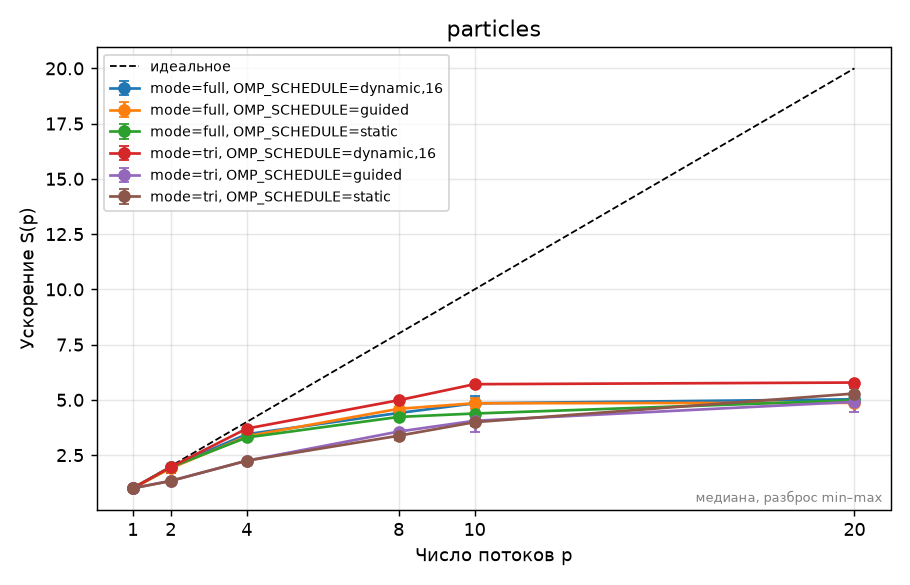 particles
идеальное
mode=full, OMP_SCHEDULE=dynamic,16
mode=full, OMP_SCHEDULE=guided
mode=full, OMP_SCHEDULE=static
mode=tri, OMP_SCHEDULE=dynamic,16
mode=tri, OMP_SCHEDULE=guided
mode=tri, OMP_SCHEDULE=static
Ускорение S(p)
20.0
17.5
15.0
12.5
10.0
7.5
5.0
2.5
медиана, разброс min–max
1 2 4 8 10 20
Число потоков p